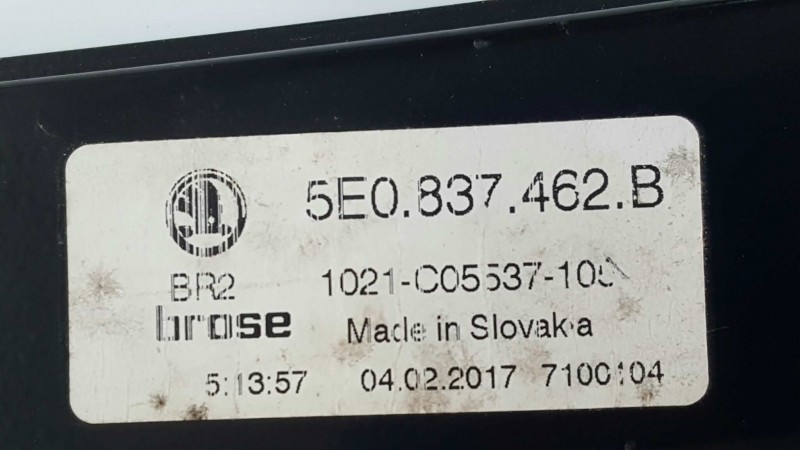 5E0.837.462.B
BR2 1021-C05537-10
brose Made in Slovakia
5:13:57 04.02.2017 7100104